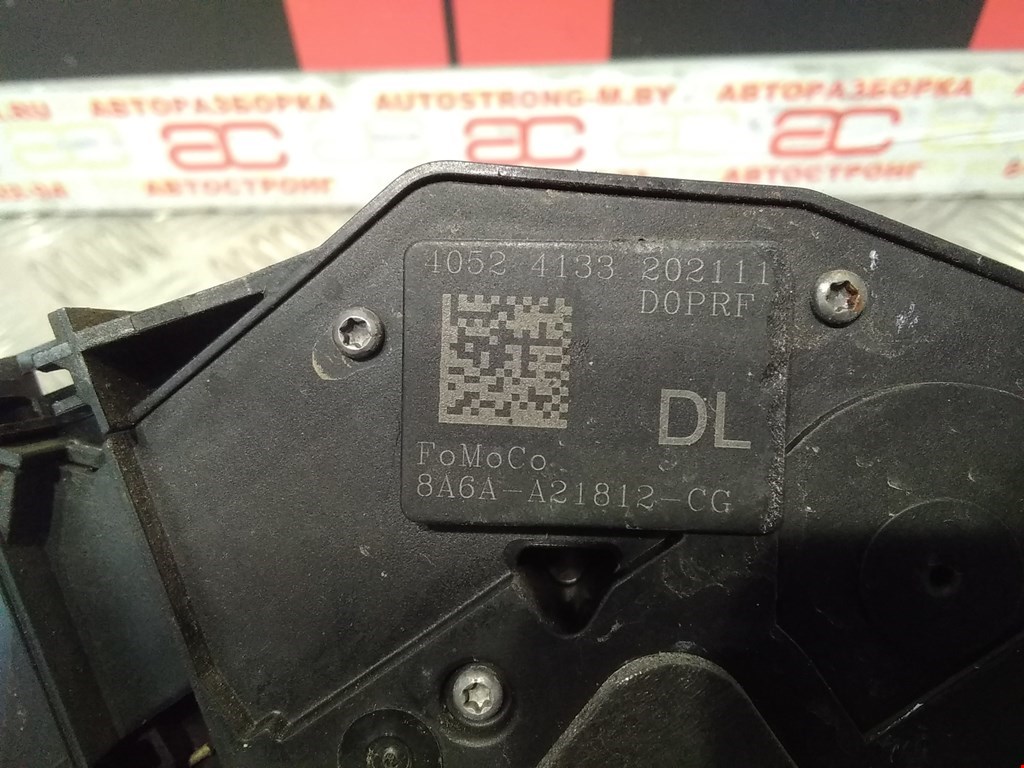 .RU АВТОРАЗБОРКА AUTOSTRONG-M.BY АВТОРАЗБОРКА
AC AC AC
АВТОСТРОНГ АВТОСТРОНГ
4052 4133 202111
D0PRF
DL
FoMoCo
8A6A-A21812-CG